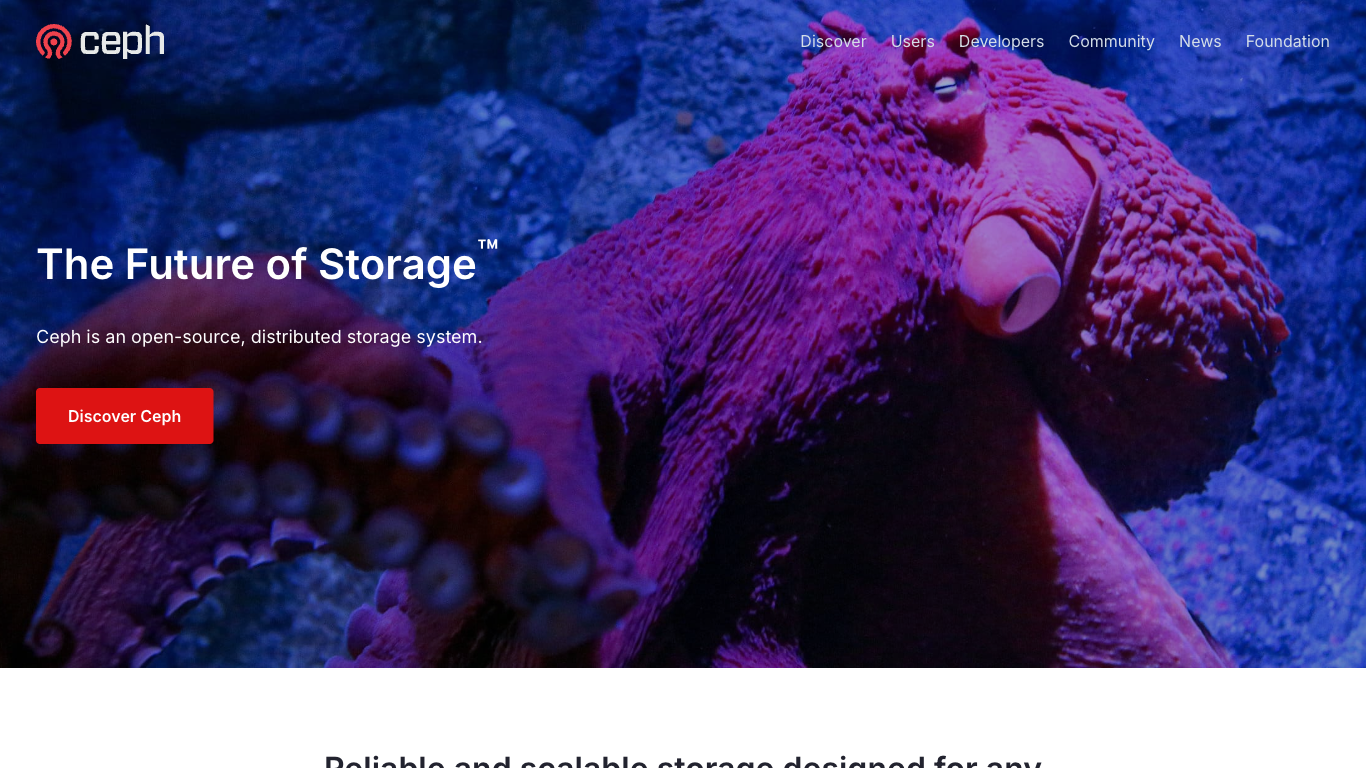 ceph
Discover Users Developers Community News Foundation
The Future of Storage™
Ceph is an open-source, distributed storage system.
Discover Ceph
Reliable and scalable storage designed for any